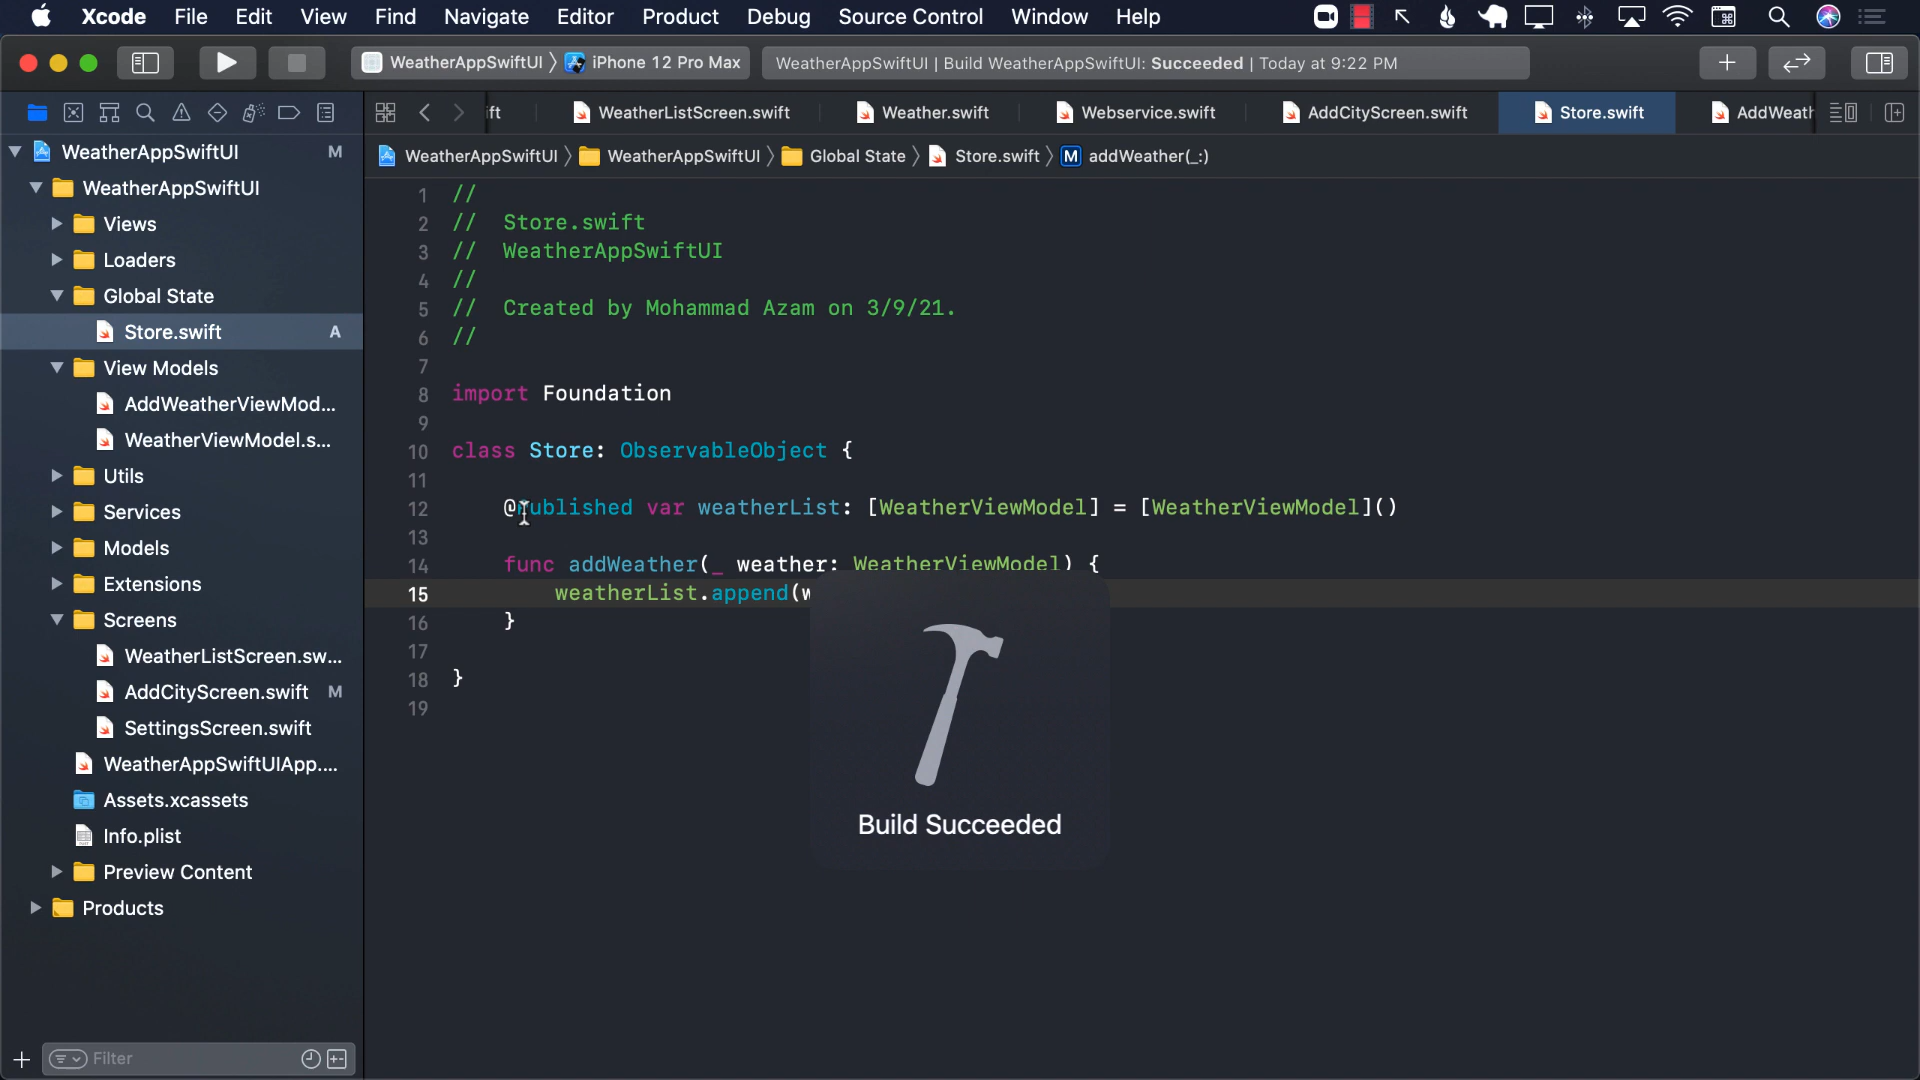 Xcode File Edit View Find Navigate Editor Product Debug Source Control Window Help
WeatherAppSwiftUI iPhone 12 Pro Max WeatherAppSwiftUI | Build WeatherAppSwiftUI: Succeeded | Today at 9:22 PM
ift WeatherListScreen.swift Weather.swift Webservice.swift AddCityScreen.swift Store.swift AddWeath
WeatherAppSwiftUI M
WeatherAppSwiftUI WeatherAppSwiftUI Global State Store.swift M addWeather(_:)
WeatherAppSwiftUI
Views
Loaders
Global State
Store.swift A
View Models
AddWeatherViewMod...
WeatherViewModel.s...
Utils
Services
Models
Extensions
Screens
WeatherListScreen.sw...
AddCityScreen.swift M
SettingsScreen.swift
WeatherAppSwiftUIApp....
Assets.xcassets
Info.plist
Preview Content
Products
Filter
1 //
2 // Store.swift
3 // WeatherAppSwiftUI
4 //
5 // Created by Mohammad Azam on 3/9/21.
6 //
7
8 import Foundation
9
10 class Store: ObservableObject {
11
12 @Published var weatherList: [WeatherViewModel] = [WeatherViewModel]()
13
14 func addWeather(_ weather: WeatherViewModel) {
15 weatherList.append(w
16 }
17
18 }
19
Build Succeeded